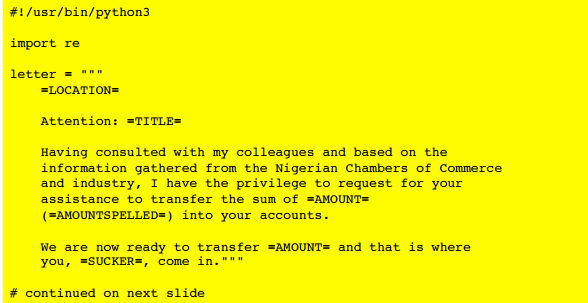 #!/usr/bin/python3
import re
letter = """
=LOCATION=
Attention: =TITLE=
Having consulted with my colleagues and based on the
information gathered from the Nigerian Chambers of Commerce
and industry, I have the privilege to request for your
assistance to transfer the sum of =AMOUNT=
(=AMOUNTSPELLED=) into your accounts.
We are now ready to transfer =AMOUNT= and that is where
you, =SUCKER=, come in."""
# continued on next slide